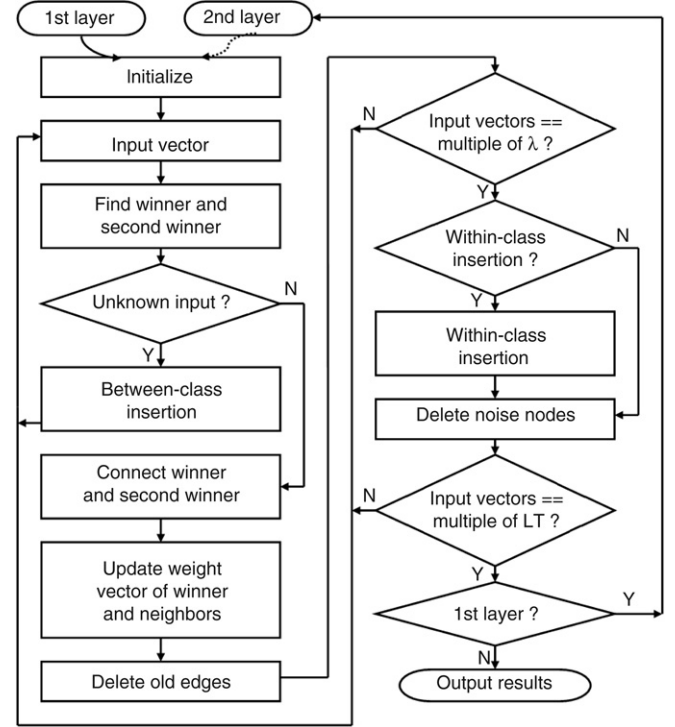 1st layer
2nd layer
Initialize
Input vector
Find winner and
second winner
Unknown input ?
N
Y
Between-class
insertion
Connect winner
and second winner
Update weight
vector of winner
and neighbors
Delete old edges
Input vectors ==
multiple of λ ?
N
Y
Within-class
insertion ?
N
Y
Within-class
insertion
Delete noise nodes
Input vectors ==
multiple of LT ?
N
Y
1st layer ?
Y
N
Output results